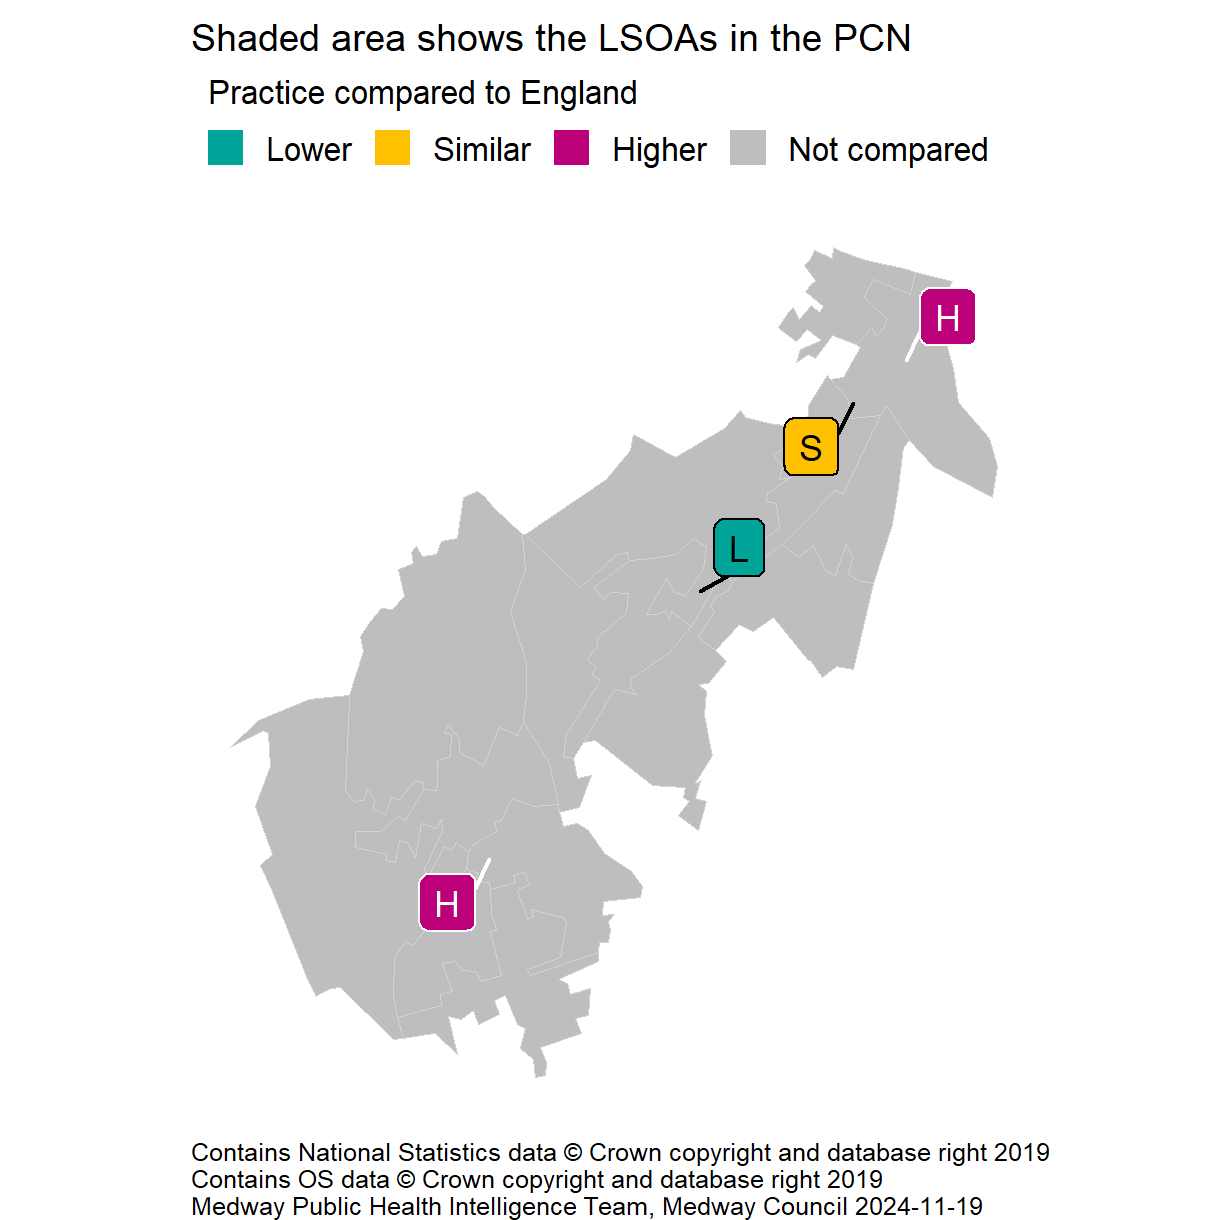 Shaded area shows the LSOAs in the PCN
Practice compared to England
Lower Similar Higher Not compared
H
S
L
H
Contains National Statistics data © Crown copyright and database right 2019
Contains OS data © Crown copyright and database right 2019
Medway Public Health Intelligence Team, Medway Council 2024-11-19